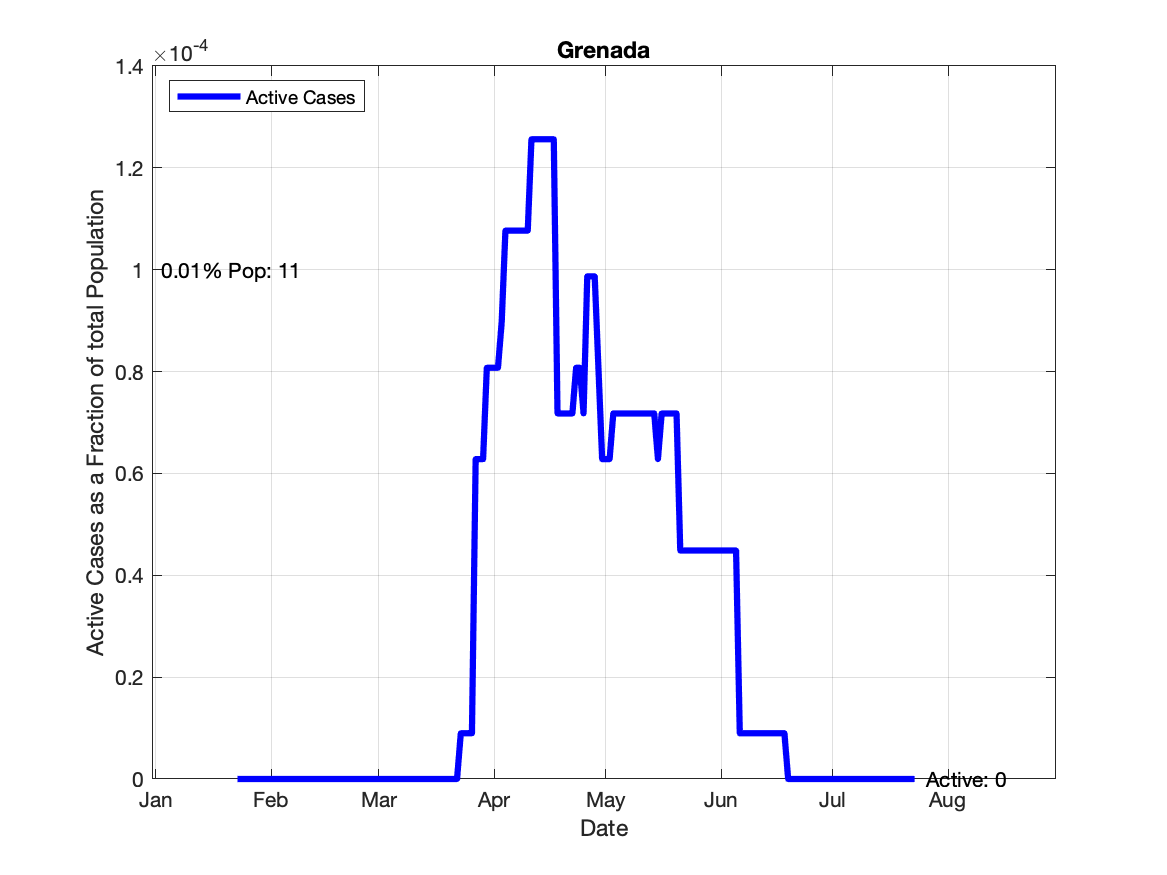 Grenada
×10⁻⁴
Active Cases
1.4
1.2
1
0.8
0.6
0.4
0.2
0
0.01% Pop: 11
Active: 0
Active Cases as a Fraction of total Population
Jan Feb Mar Apr May Jun Jul Aug
Date